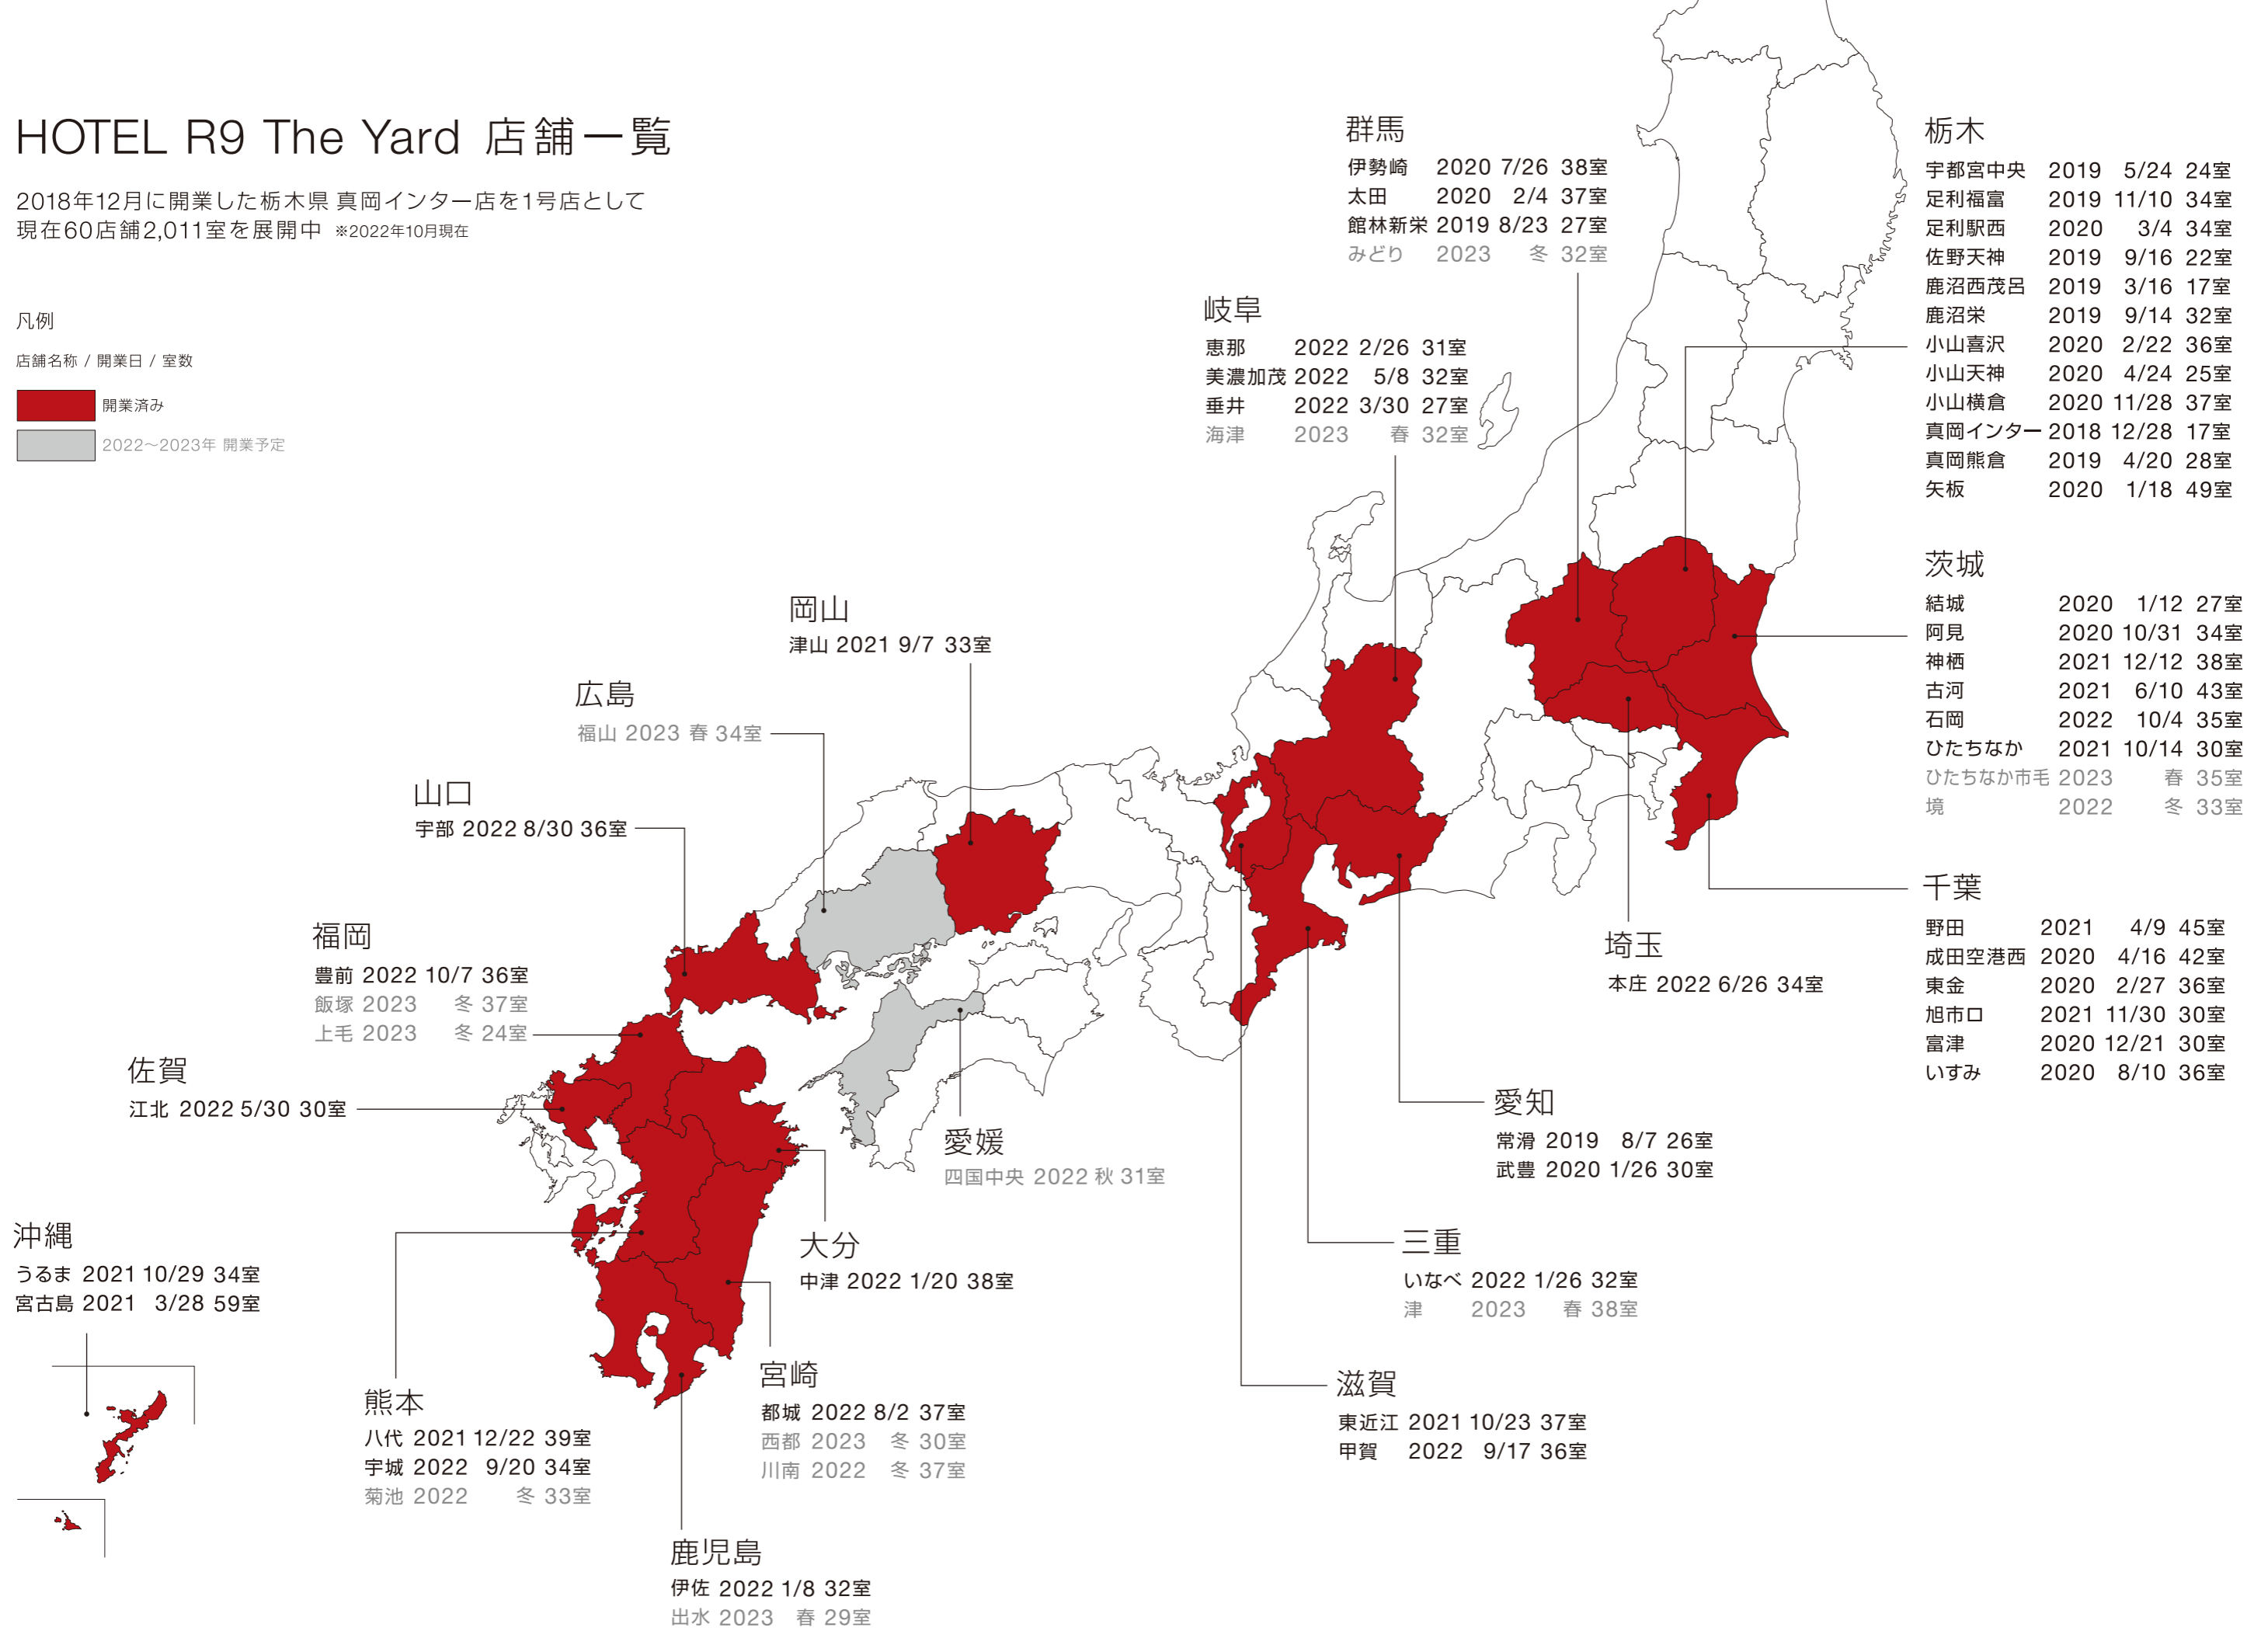 HOTEL R9 The Yard 店舗一覧
2018年12月に開業した栃木県 真岡インター店を1号店として
現在60店舗2,011室を展開中 ※2022年10月現在
凡例
店舗名称 / 開業日 / 室数
開業済み
2022〜2023年 開業予定
群馬
伊勢崎 2020 7/26 38室
太田 2020 2/4 37室
館林新栄 2019 8/23 27室
みどり 2023 冬 32室
栃木
宇都宮中央 2019 5/24 24室
足利福富 2019 11/10 34室
足利駅西 2020 3/4 34室
佐野天神 2019 9/16 22室
鹿沼西茂呂 2019 3/16 17室
鹿沼栄 2019 9/14 32室
小山喜沢 2020 2/22 36室
小山天神 2020 4/24 25室
小山横倉 2020 11/28 37室
真岡インター 2018 12/28 17室
真岡熊倉 2019 4/20 28室
矢板 2020 1/18 49室
岐阜
恵那 2022 2/26 31室
美濃加茂 2022 5/8 32室
垂井 2022 3/30 27室
海津 2023 春 32室
茨城
結城 2020 1/12 27室
阿見 2020 10/31 34室
神栖 2021 12/12 38室
古河 2021 6/10 43室
石岡 2022 10/4 35室
ひたちなか 2021 10/14 30室
ひたちなか市毛 2023 春 35室
境 2022 冬 33室
岡山
津山 2021 9/7 33室
広島
福山 2023 春 34室
山口
宇部 2022 8/30 36室
千葉
野田 2021 4/9 45室
成田空港西 2020 4/16 42室
東金 2020 2/27 36室
旭市ロ 2021 11/30 30室
富津 2020 12/21 30室
いすみ 2020 8/10 36室
福岡
豊前 2022 10/7 36室
飯塚 2023 冬 37室
上毛 2023 冬 24室
埼玉
本庄 2022 6/26 34室
佐賀
江北 2022 5/30 30室
愛知
常滑 2019 8/7 26室
武豊 2020 1/26 30室
愛媛
四国中央 2022 秋 31室
沖縄
うるま 2021 10/29 34室
宮古島 2021 3/28 59室
大分
中津 2022 1/20 38室
三重
いなべ 2022 1/26 32室
津 2023 春 38室
宮崎
都城 2022 8/2 37室
西都 2023 冬 30室
川南 2022 冬 37室
滋賀
東近江 2021 10/23 37室
甲賀 2022 9/17 36室
熊本
八代 2021 12/22 39室
宇城 2022 9/20 34室
菊池 2022 冬 33室
鹿児島
伊佐 2022 1/8 32室
出水 2023 春 29室